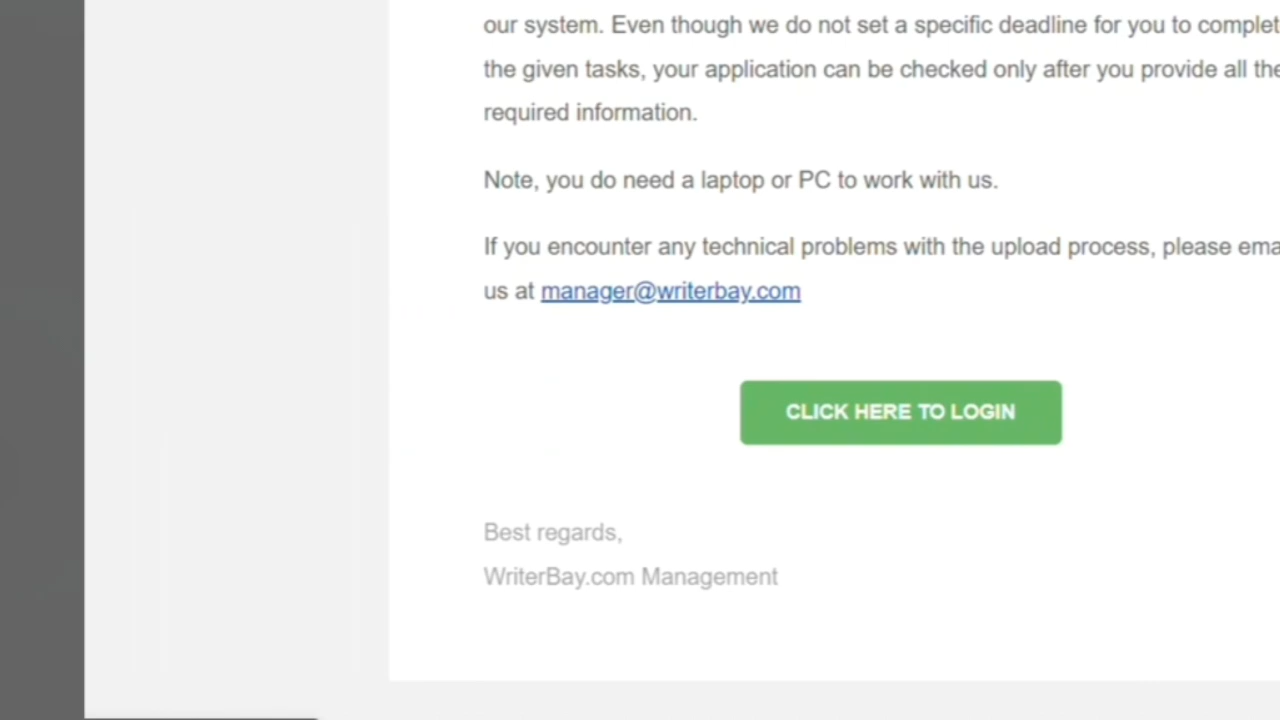 our system. Even though we do not set a specific deadline for you to complet
the given tasks, your application can be checked only after you provide all the
required information.
Note, you do need a laptop or PC to work with us.
If you encounter any technical problems with the upload process, please ema
us at manager@writerbay.com
CLICK HERE TO LOGIN
Best regards,
WriterBay.com Management